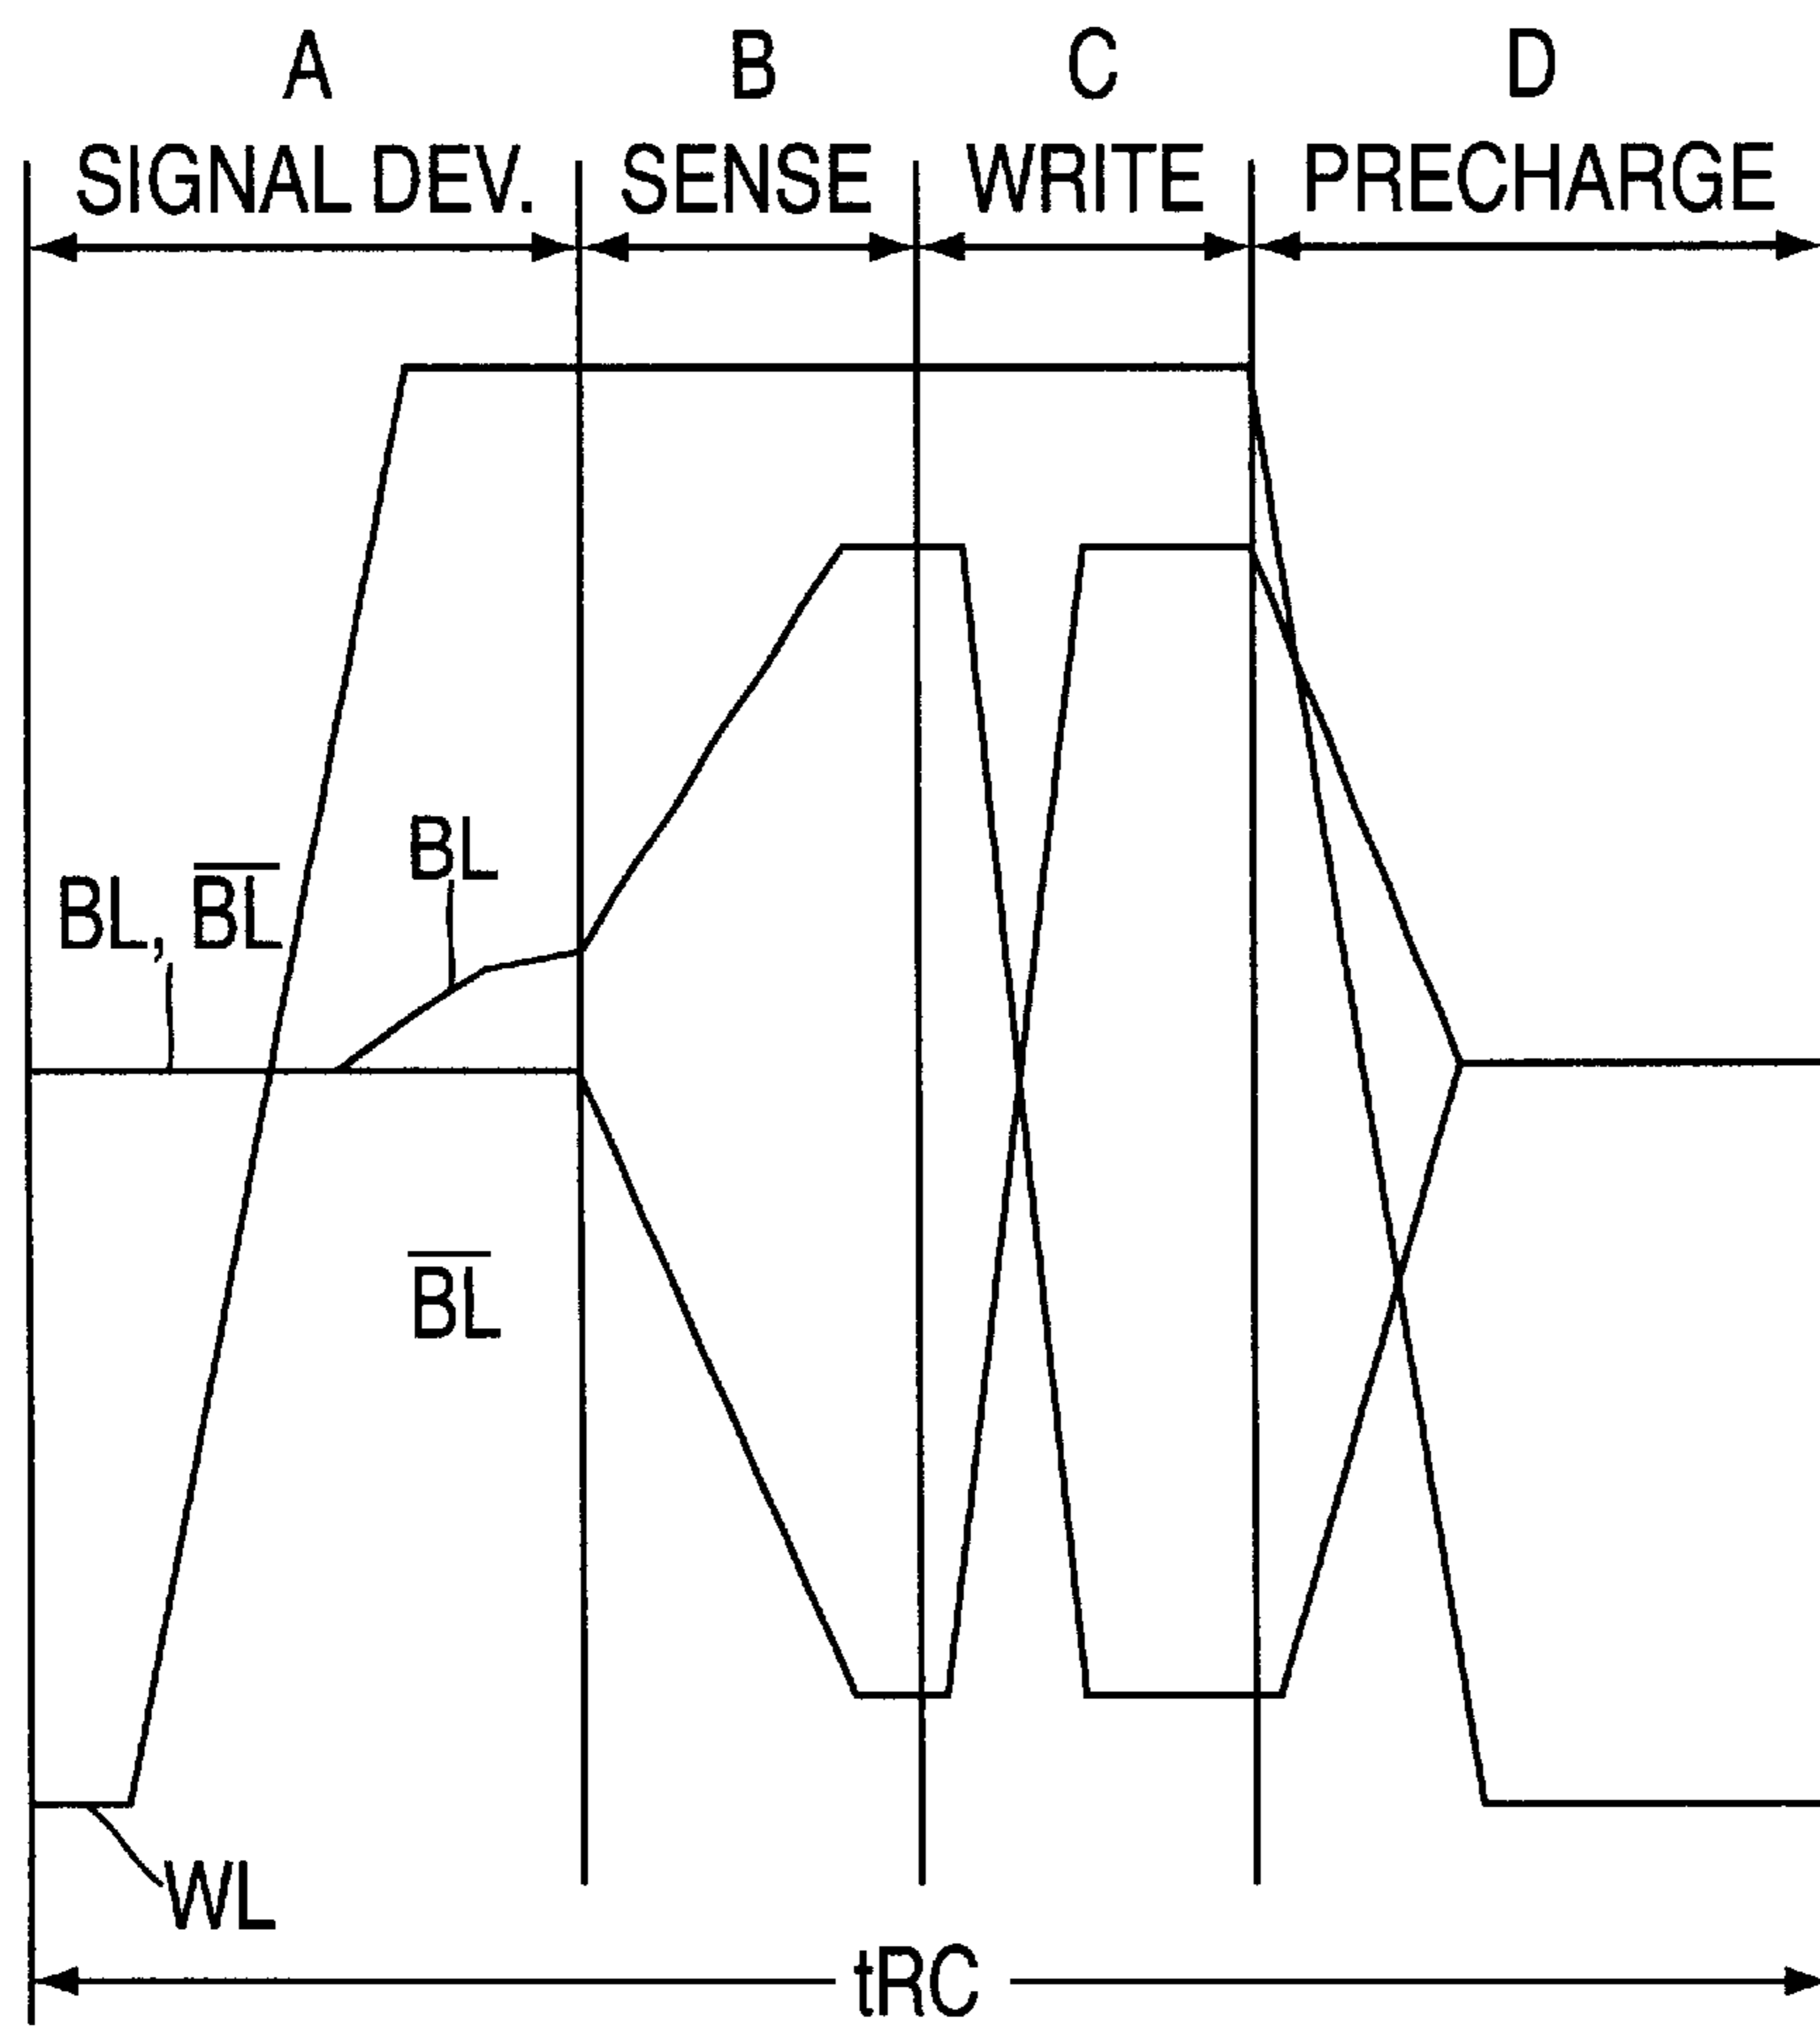 A B C D
SIGNAL DEV. SENSE WRITE PRECHARGE
BL
BL, B̅L̅
B̅L̅
WL
tRC